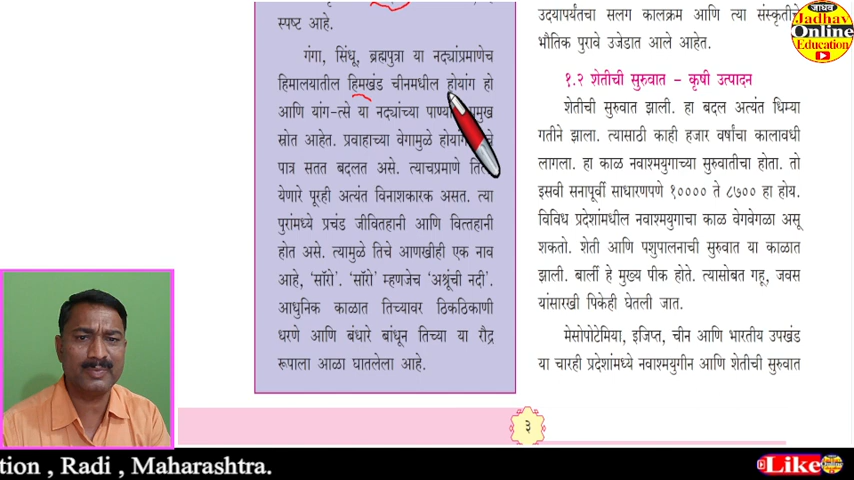 स्पष्ट आहे.
गंगा, सिंधू, ब्रह्मपुत्रा या नद्यांप्रमाणेच
हिमालयातील हिमखंड चीनमधील होयांग हो
आणि यांग-त्से या नद्यांच्या
स्रोत आहेत. प्रवाहाच्या वेगामुळे
पात्र सतत बदलत असे. त्याचप्रमाणे
येणारे पूरही अत्यंत विनाशकारक असत. त्या
पुरांमध्ये प्रचंड जीवितहानी आणि वित्तहानी
होत असे. त्यामुळे तिचे आणखीही एक नाव
आहे, ‘सॉरो’. ‘सॉरो’ म्हणजेच ‘अश्रूंची नदी’.
आधुनिक काळात तिच्यावर ठिकठिकाणी
धरणे आणि बंधारे बांधून तिच्या या रौद्र
रूपाला आळा घातलेला आहे.
उदयापर्यंतचा सलग कालक्रम आणि त्या
भौतिक पुरावे उजेडात आले आहेत.
१.२ शेतीची सुरुवात - कृषी उत्पादन
शेतीची सुरुवात झाली. हा बदल अत्यंत धिम्या
गतीने झाला. त्यासाठी काही हजार वर्षांचा कालावधी
लागला. हा काळ नवाश्मयुगाच्या सुरुवातीचा होता. तो
इसवी सनापूर्वी साधारणपणे १०००० ते ८७०० हा होय.
विविध प्रदेशांमधील नवाश्मयुगाचा काळ वेगवेगळा असू
शकतो. शेती आणि पशुपालनाची सुरुवात या काळात
झाली. बार्ली हे मुख्य पीक होते. त्यासोबत गहू, जवस
यांसारखी पिकेही घेतली जात.
मेसोपोटेमिया, इजिप्त, चीन आणि भारतीय उपखंड
या चारही प्रदेशांमध्ये नवाश्मयुगीन आणि शेतीची सुरुवात
३
जाधव
Jadhav
Online
Education
tion , Radi , Maharashtra.
Like